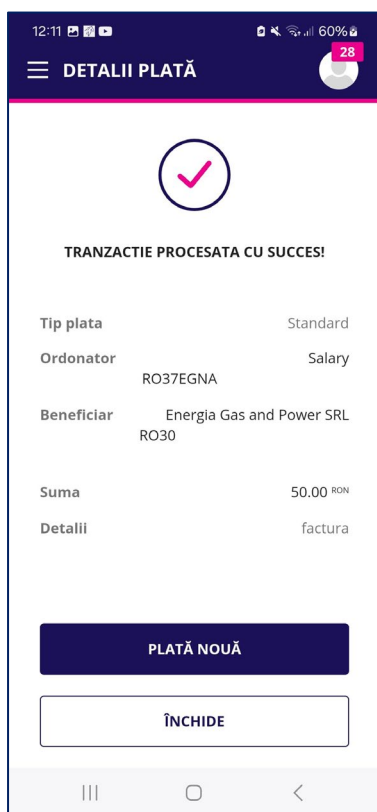 12:11 60%
28
DETALII PLATĂ
TRANZACTIE PROCESATA CU SUCCES!
Tip plata Standard
Ordonator Salary
RO37EGNA
Beneficiar Energia Gas and Power SRL
RO30
Suma 50.00 RON
Detalii factura
PLATĂ NOUĂ
ÎNCHIDE